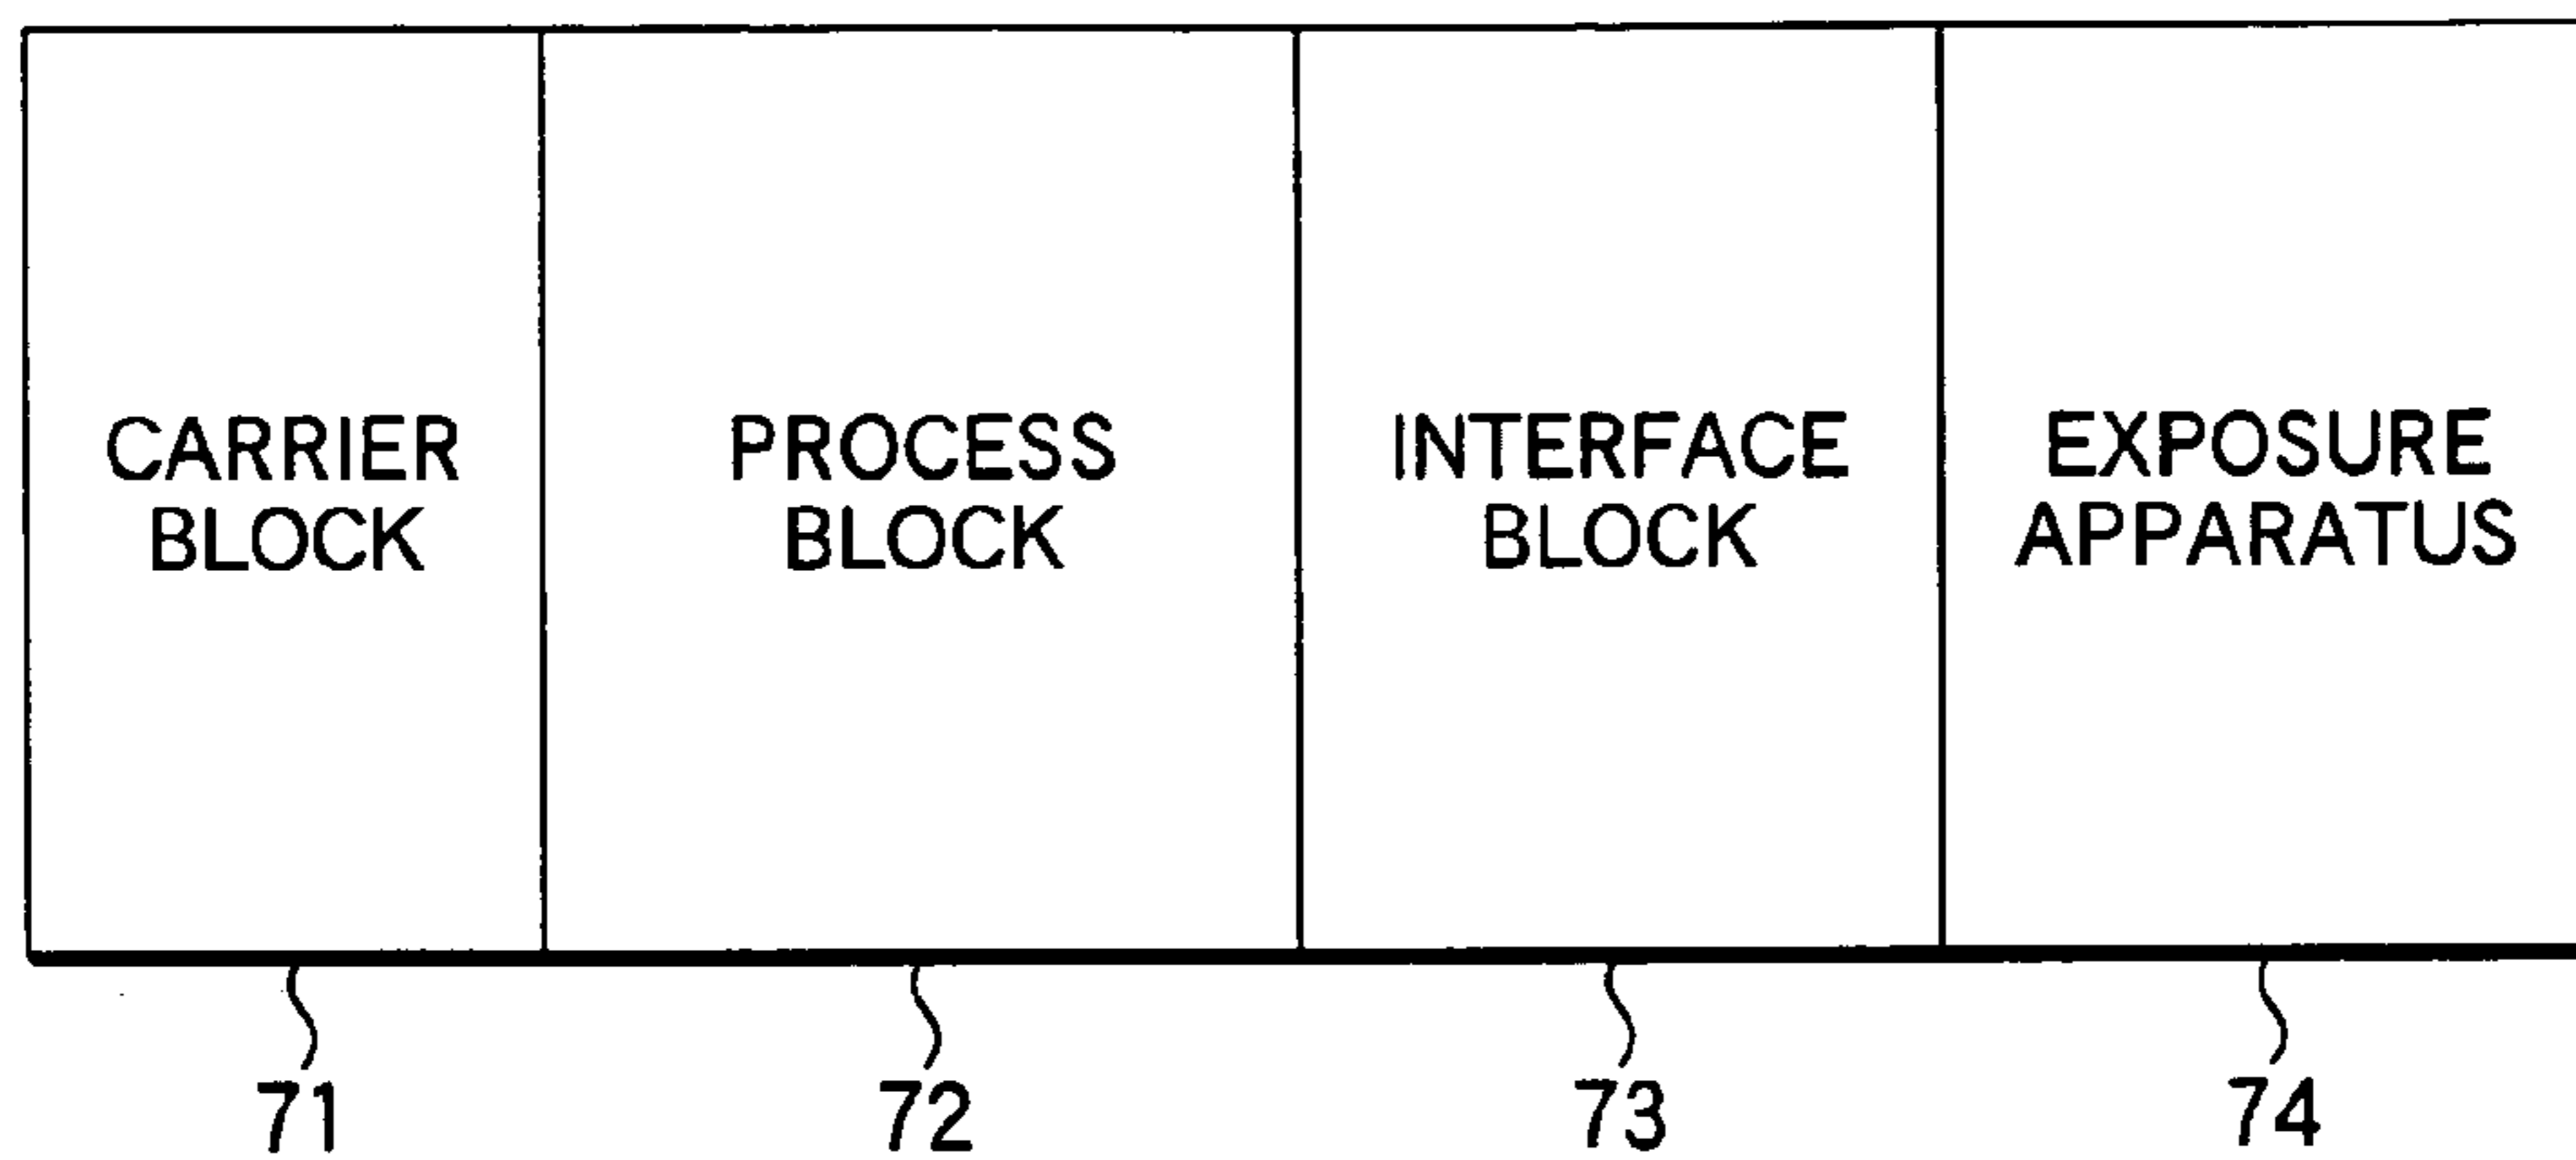 CARRIER
BLOCK
PROCESS
BLOCK
INTERFACE
BLOCK
EXPOSURE
APPARATUS
71
72
73
74